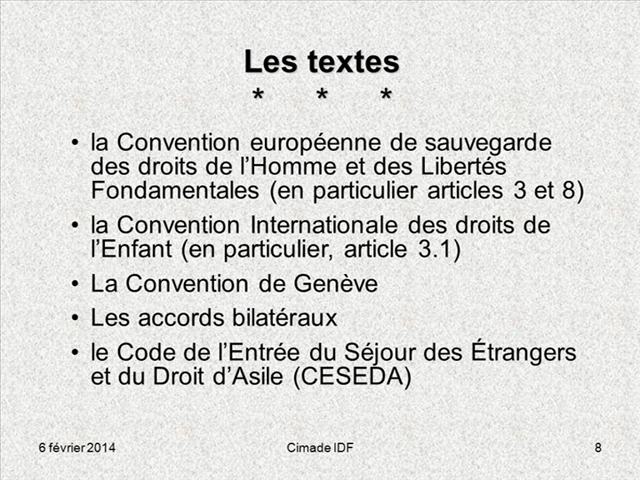 Les textes
* * *
• la Convention européenne de sauvegarde
des droits de l’Homme et des Libertés
Fondamentales (en particulier articles 3 et 8)
• la Convention Internationale des droits de
l’Enfant (en particulier, article 3.1)
• La Convention de Genève
• Les accords bilatéraux
• le Code de l’Entrée du Séjour des Étrangers
et du Droit d’Asile (CESEDA)
6 février 2014 Cimade IDF 8